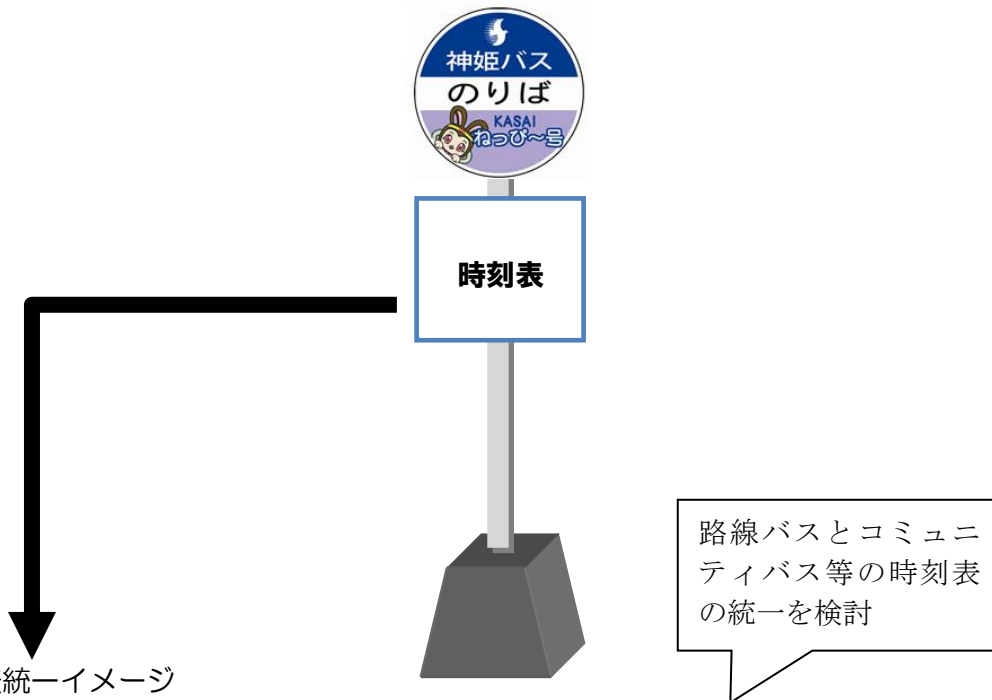 神姫バス
のりば
KASAI
ねっぴ〜号
時刻表
路線バスとコミュニ
ティバス等の時刻表
の統一を検討
統一イメージ